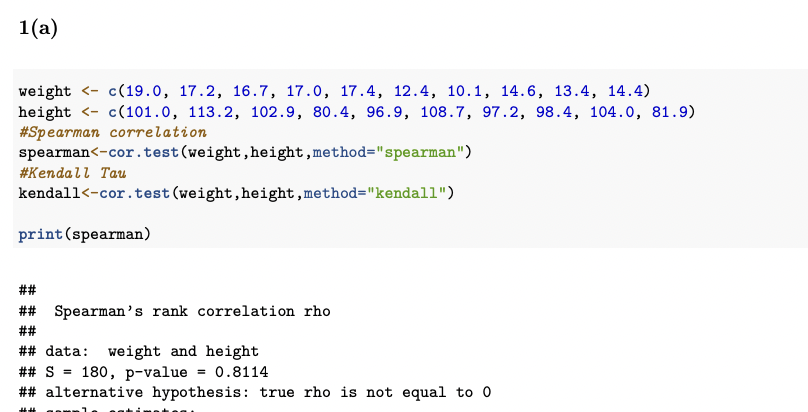 1(a)
weight <- c(19.0, 17.2, 16.7, 17.0, 17.4, 12.4, 10.1, 14.6, 13.4, 14.4)
height <- c(101.0, 113.2, 102.9, 80.4, 96.9, 108.7, 97.2, 98.4, 104.0, 81.9)
#Spearman correlation
spearman<-cor.test(weight,height,method="spearman")
#Kendall Tau
kendall<-cor.test(weight,height,method="kendall")
print(spearman)
##
##  Spearman's rank correlation rho
##
## data:  weight and height
## S = 180, p-value = 0.8114
## alternative hypothesis: true rho is not equal to 0
## sample estimates: